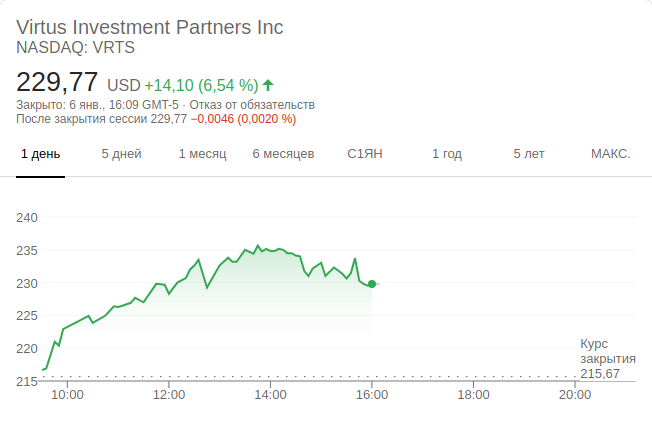 Virtus Investment Partners Inc
NASDAQ: VRTS
229,77 USD +14,10 (6,54 %)
Закрыто: 6 янв., 16:09 GMT-5 · Отказ от обязательств
После закрытия сессии 229,77 −0,0046 (0,0020 %)
1 день 5 дней 1 месяц 6 месяцев С1ЯН 1 год 5 лет МАКС.
240
235
230
225
220
Курс
закрытия
215,67
215
10:00 12:00 14:00 16:00 18:00 20:00